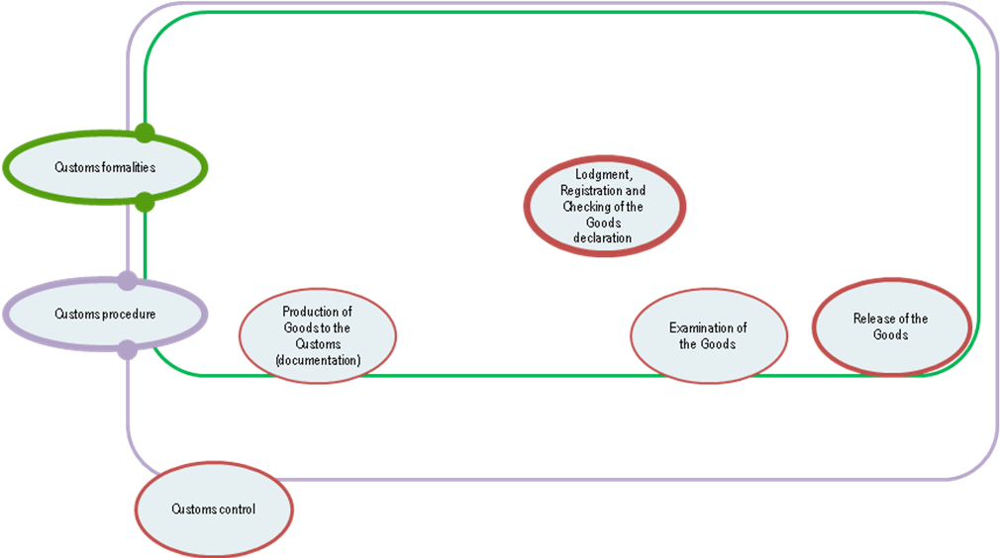 Customs formalities
Lodgment,
Registration and
Checking of the
Goods
declaration
Customs procedure
Production of
Goods to the
Customs
(documentation)
Examination of
the Goods
Release of the
Goods
Customs control